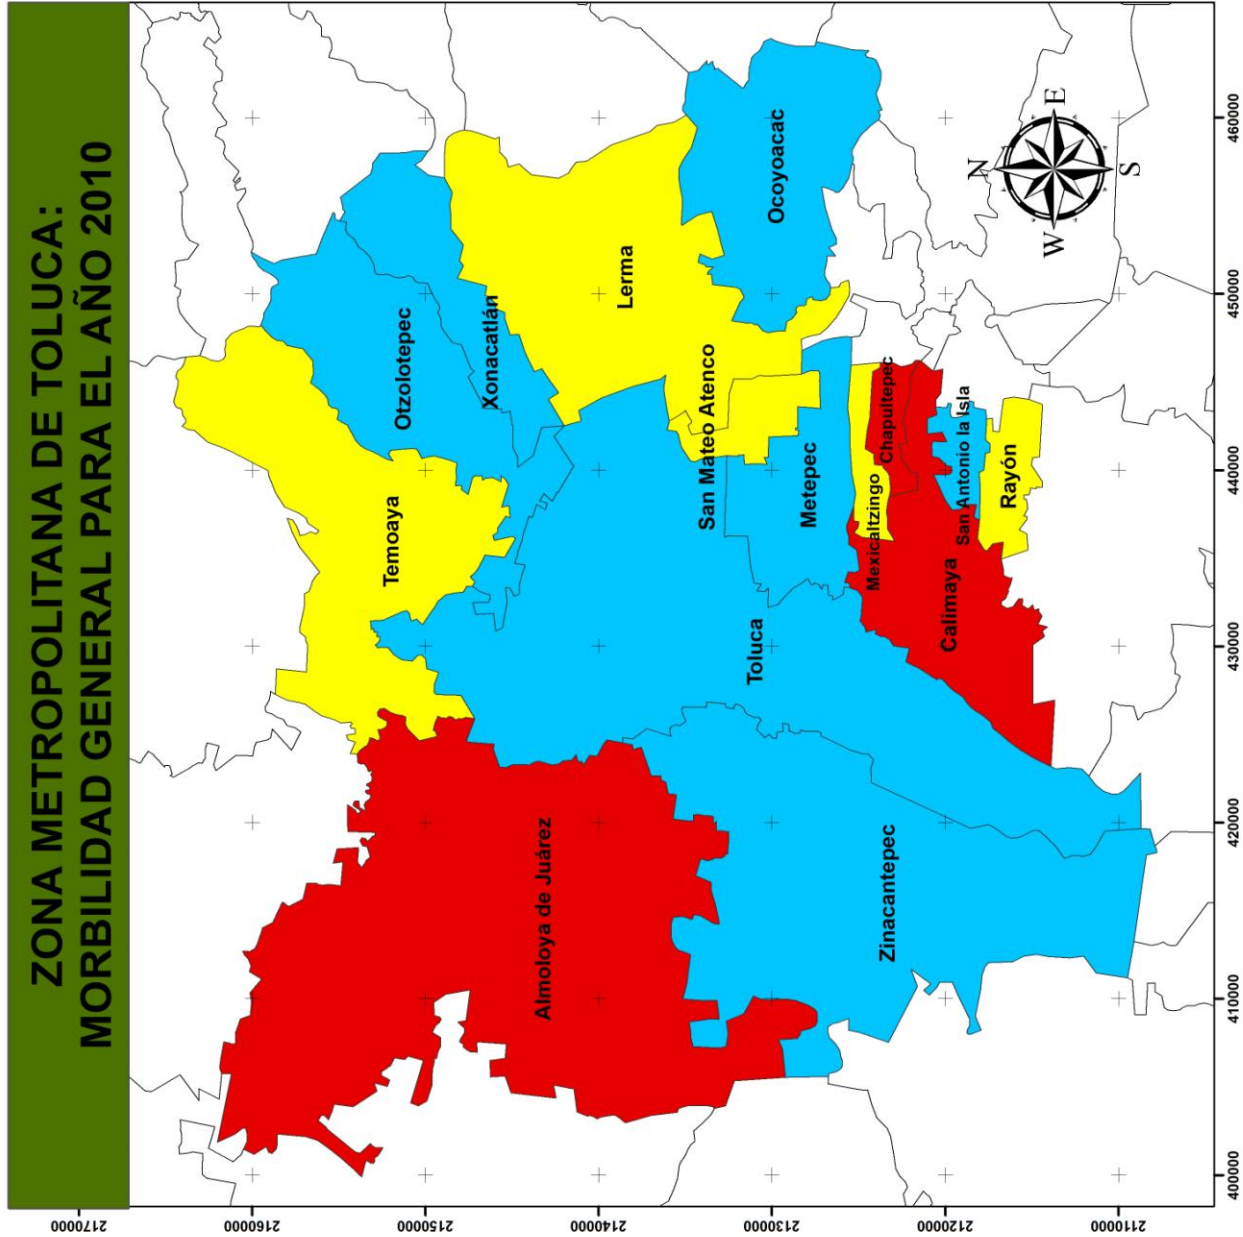 ZONA METROPOLITANA DE TOLUCA:
MORBILIDAD GENERAL PARA EL AÑO 2010
2170000
2160000
2150000
2140000
2130000
2120000
2110000
400000
410000
420000
430000
440000
450000
460000
Temoaya
Otzolotepec
Xonacatlán
Lerma
Almoloya de Juárez
San Mateo Atenco
Ocoyoacac
Toluca
Metepec
Zinacantepec
Mexicaltzingo
Chapultepec
Calimaya
San Antonio la Isla
Rayón
N
W
E
S